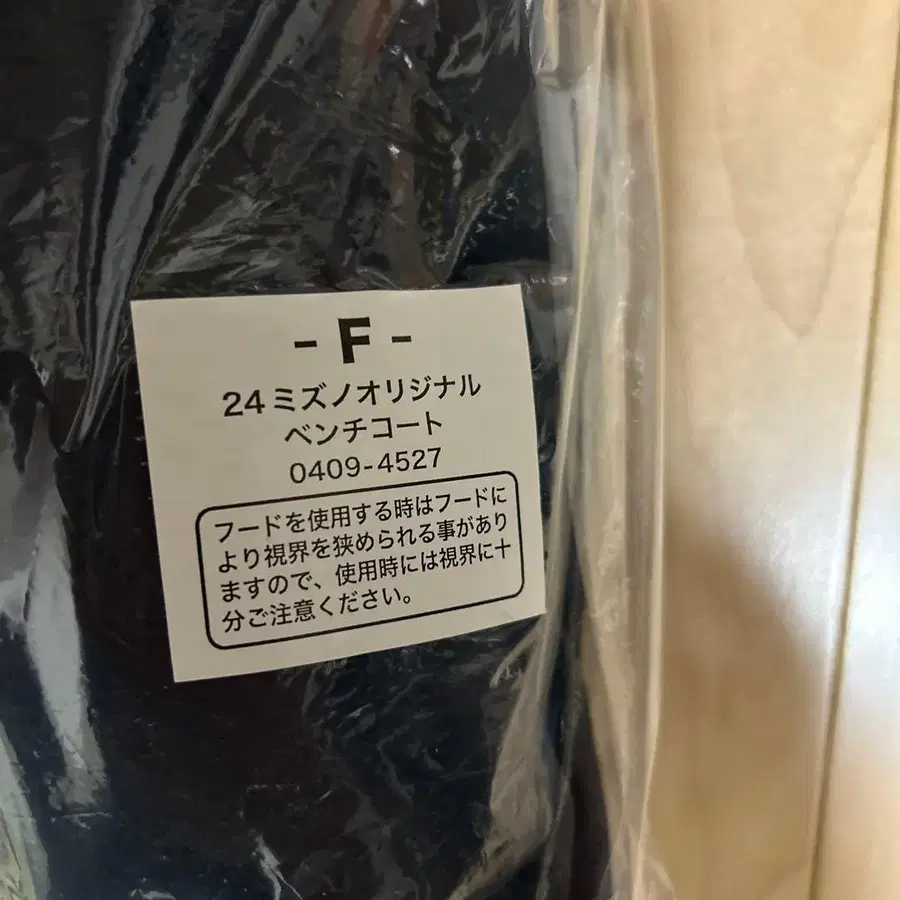 - F -
24ミズノオリジナル
ベンチコート
0409-4527
フードを使用する時はフードに
より視界を狭められる事があり
ますので、使用時には視界に十
分ご注意ください。